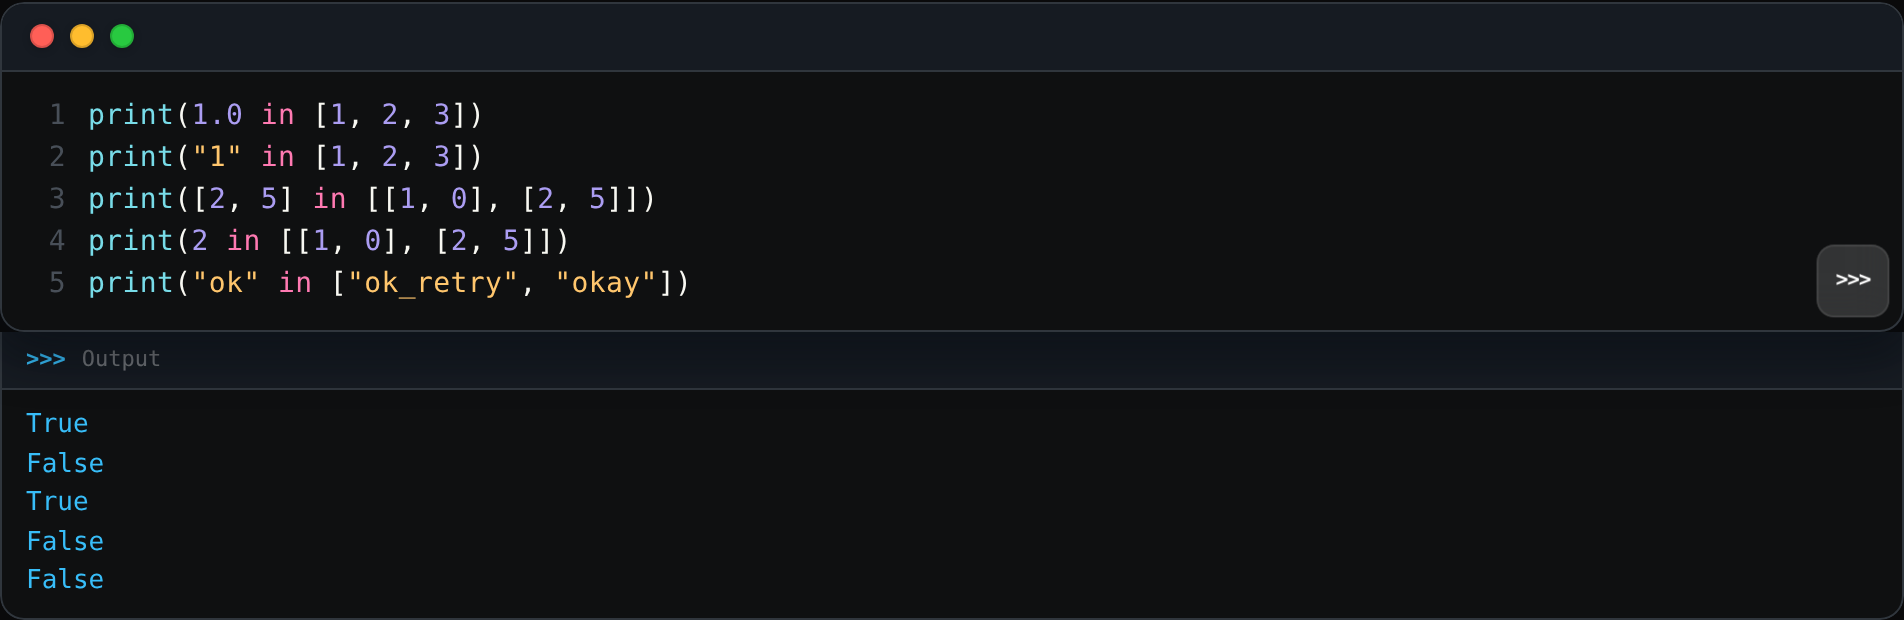 1 print(1.0 in [1, 2, 3])
2 print("1" in [1, 2, 3])
3 print([2, 5] in [[1, 0], [2, 5]])
4 print(2 in [[1, 0], [2, 5]])
5 print("ok" in ["ok_retry", "okay"])
>>>
>>> Output
True
False
True
False
False